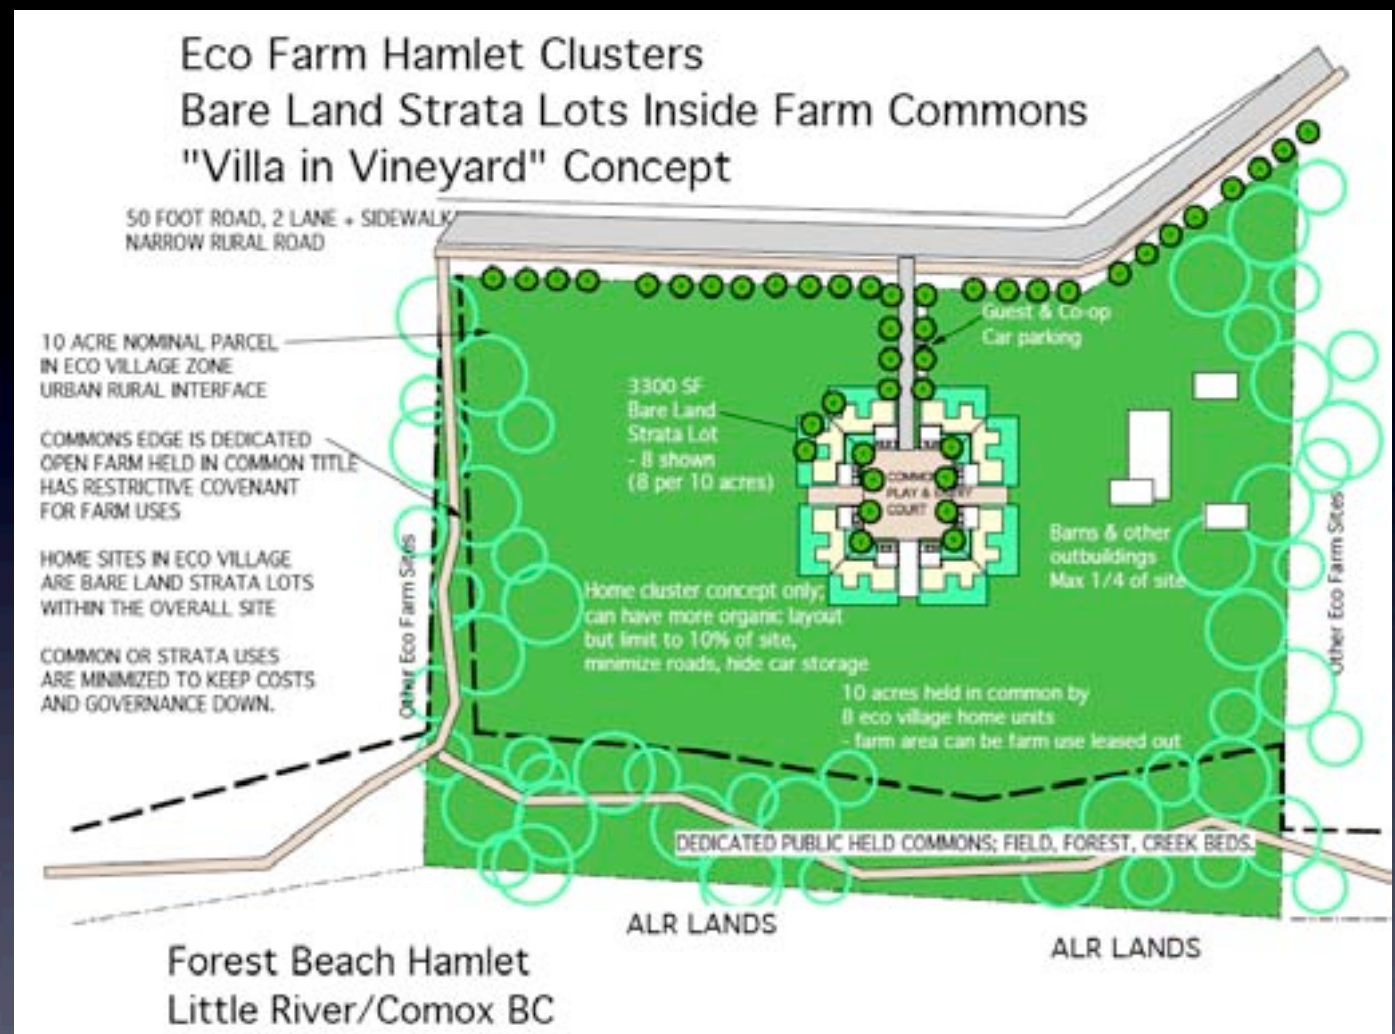 Eco Farm Hamlet Clusters
Bare Land Strata Lots Inside Farm Commons
"Villa in Vineyard" Concept
50 FOOT ROAD, 2 LANE + SIDEWALK
NARROW RURAL ROAD
10 ACRE NOMINAL PARCEL
IN ECO VILLAGE ZONE
URBAN RURAL INTERFACE
COMMONS EDGE IS DEDICATED
OPEN FARM HELD IN COMMON TITLE
HAS RESTRICTIVE COVENANT
FOR FARM USES
HOME SITES IN ECO VILLAGE
ARE BARE LAND STRATA LOTS
WITHIN THE OVERALL SITE
COMMON OR STRATA USES
ARE MINIMIZED TO KEEP COSTS
AND GOVERNANCE DOWN.
Other Eco Farm Sites
Guest & Co-op
Car parking
3300 SF
Bare Land
Strata Lot
- 8 shown
(8 per 10 acres)
PLAY &
COURT
Barns & other
outbuildings
Max 1/4 of site
Other Eco Farm Sites
Home cluster concept only;
can have more organic layout
but limit to 10% of site,
minimize roads, hide car storage
10 acres held in common by
8 eco village home units
- farm area can be farm use leased out
DEDICATED PUBLIC HELD COMMONS; FIELD, FOREST, CREEK BEDS.
ALR LANDS
ALR LANDS
Forest Beach Hamlet
Little River/Comox BC